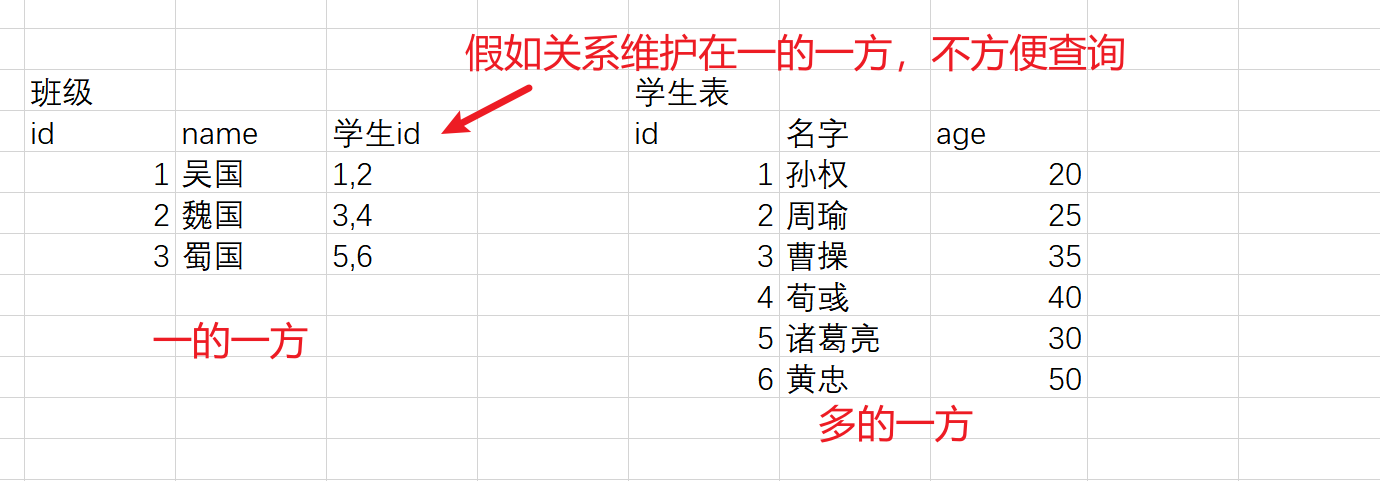 假如关系维护在一的一方，不方便查询
班级 学生表
id name 学生id id 名字 age
1 吴国 1,2 1 孙权 20
2 魏国 3,4 2 周瑜 25
3 蜀国 5,6 3 曹操 35
4 荀彧 40
一的一方 5 诸葛亮 30
6 黄忠 50
多的一方